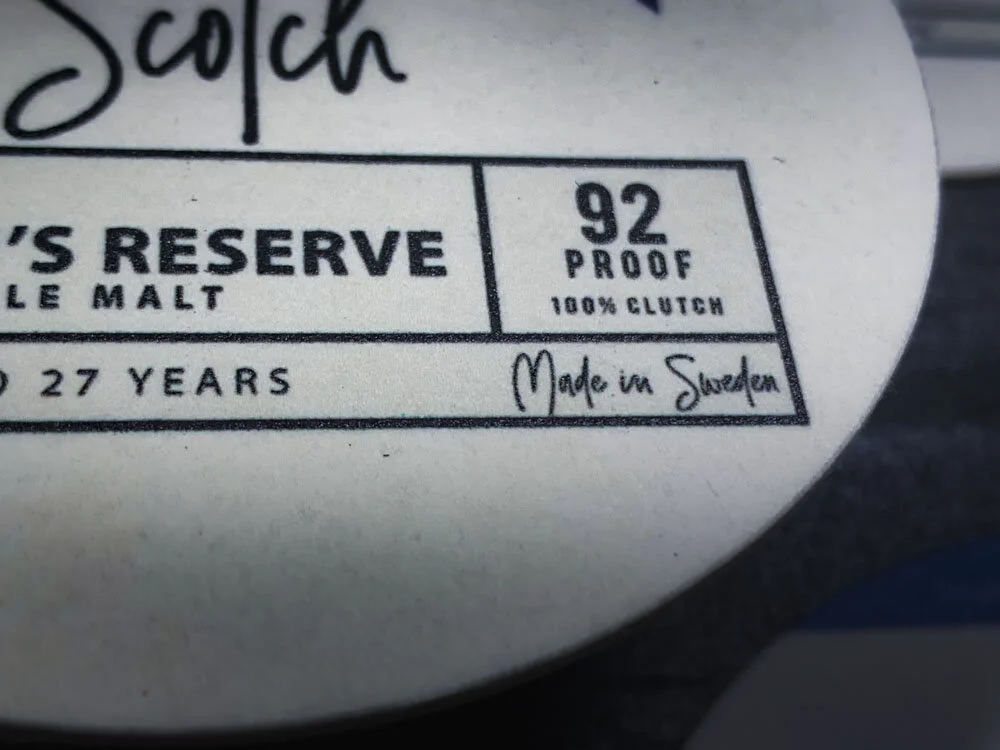 Scotch
'S RESERVE
LE MALT
92
PROOF
100% CLUTCH
27 YEARS
Made in Sweden